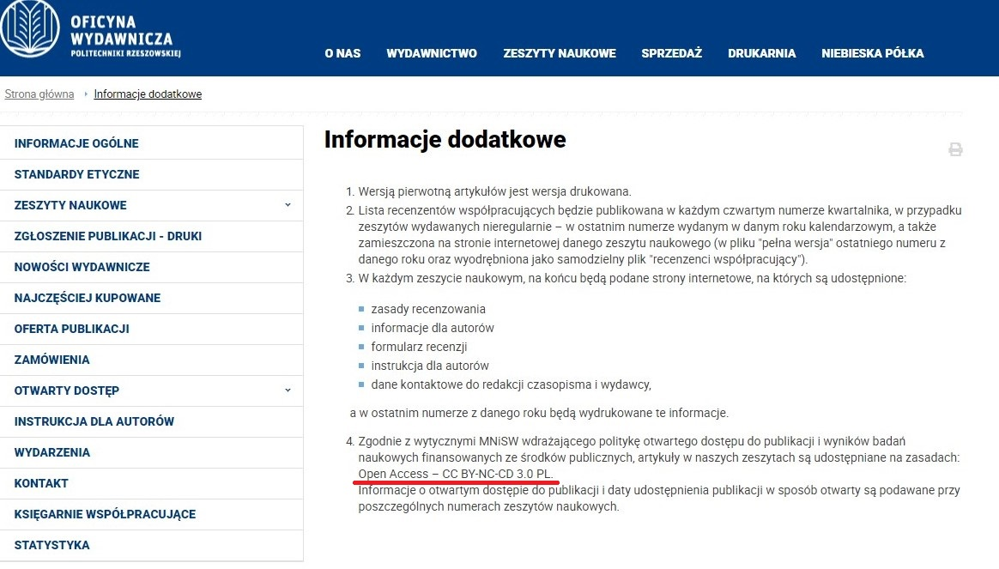 OFICYNA
WYDAWNICZA
POLITECHNIKI RZESZOWSKIEJ
O NAS WYDAWNICTWO ZESZYTY NAUKOWE SPRZEDAŻ DRUKARNIA NIEBIESKA PÓŁKA
Strona główna Informacje dodatkowe
INFORMACJE OGÓLNE
STANDARDY ETYCZNE
ZESZYTY NAUKOWE
ZGŁOSZENIE PUBLIKACJI - DRUKI
NOWOŚCI WYDAWNICZE
NAJCZĘŚCIEJ KUPOWANE
OFERTA PUBLIKACJI
ZAMÓWIENIA
OTWARTY DOSTĘP
INSTRUKCJA DLA AUTORÓW
WYDARZENIA
KONTAKT
KSIĘGARNIE WSPÓŁPRACUJĄCE
STATYSTYKA
Informacje dodatkowe
1. Wersją pierwotną artykułów jest wersja drukowana.
2. Lista recenzentów współpracujących będzie publikowana w każdym czwartym numerze kwartalnika, w przypadku
zeszytów wydawanych nieregularnie – w ostatnim numerze wydanym w danym roku kalendarzowym, a także
zamieszczona na stronie internetowej danego zeszytu naukowego (w pliku "pełna wersja" ostatniego numeru z
danego roku oraz wyodrębniona jako samodzielny plik "recenzenci współpracujący").
3. W każdym zeszycie naukowym, na końcu będą podane strony internetowe, na których są udostępnione:
zasady recenzowania
informacje dla autorów
formularz recenzji
instrukcja dla autorów
dane kontaktowe do redakcji czasopisma i wydawcy,
a w ostatnim numerze z danego roku będą wydrukowane te informacje.
4. Zgodnie z wytycznymi MNiSW wdrażającego politykę otwartego dostępu do publikacji i wyników badań
naukowych finansowanych ze środków publicznych, artykuły w naszych zeszytach są udostępniane na zasadach:
Open Access – CC BY-NC-CD 3.0 PL.
Informacje o otwartym dostępie do publikacji i daty udostępnienia publikacji w sposób otwarty są podawane przy
poszczególnych numerach zeszytów naukowych.